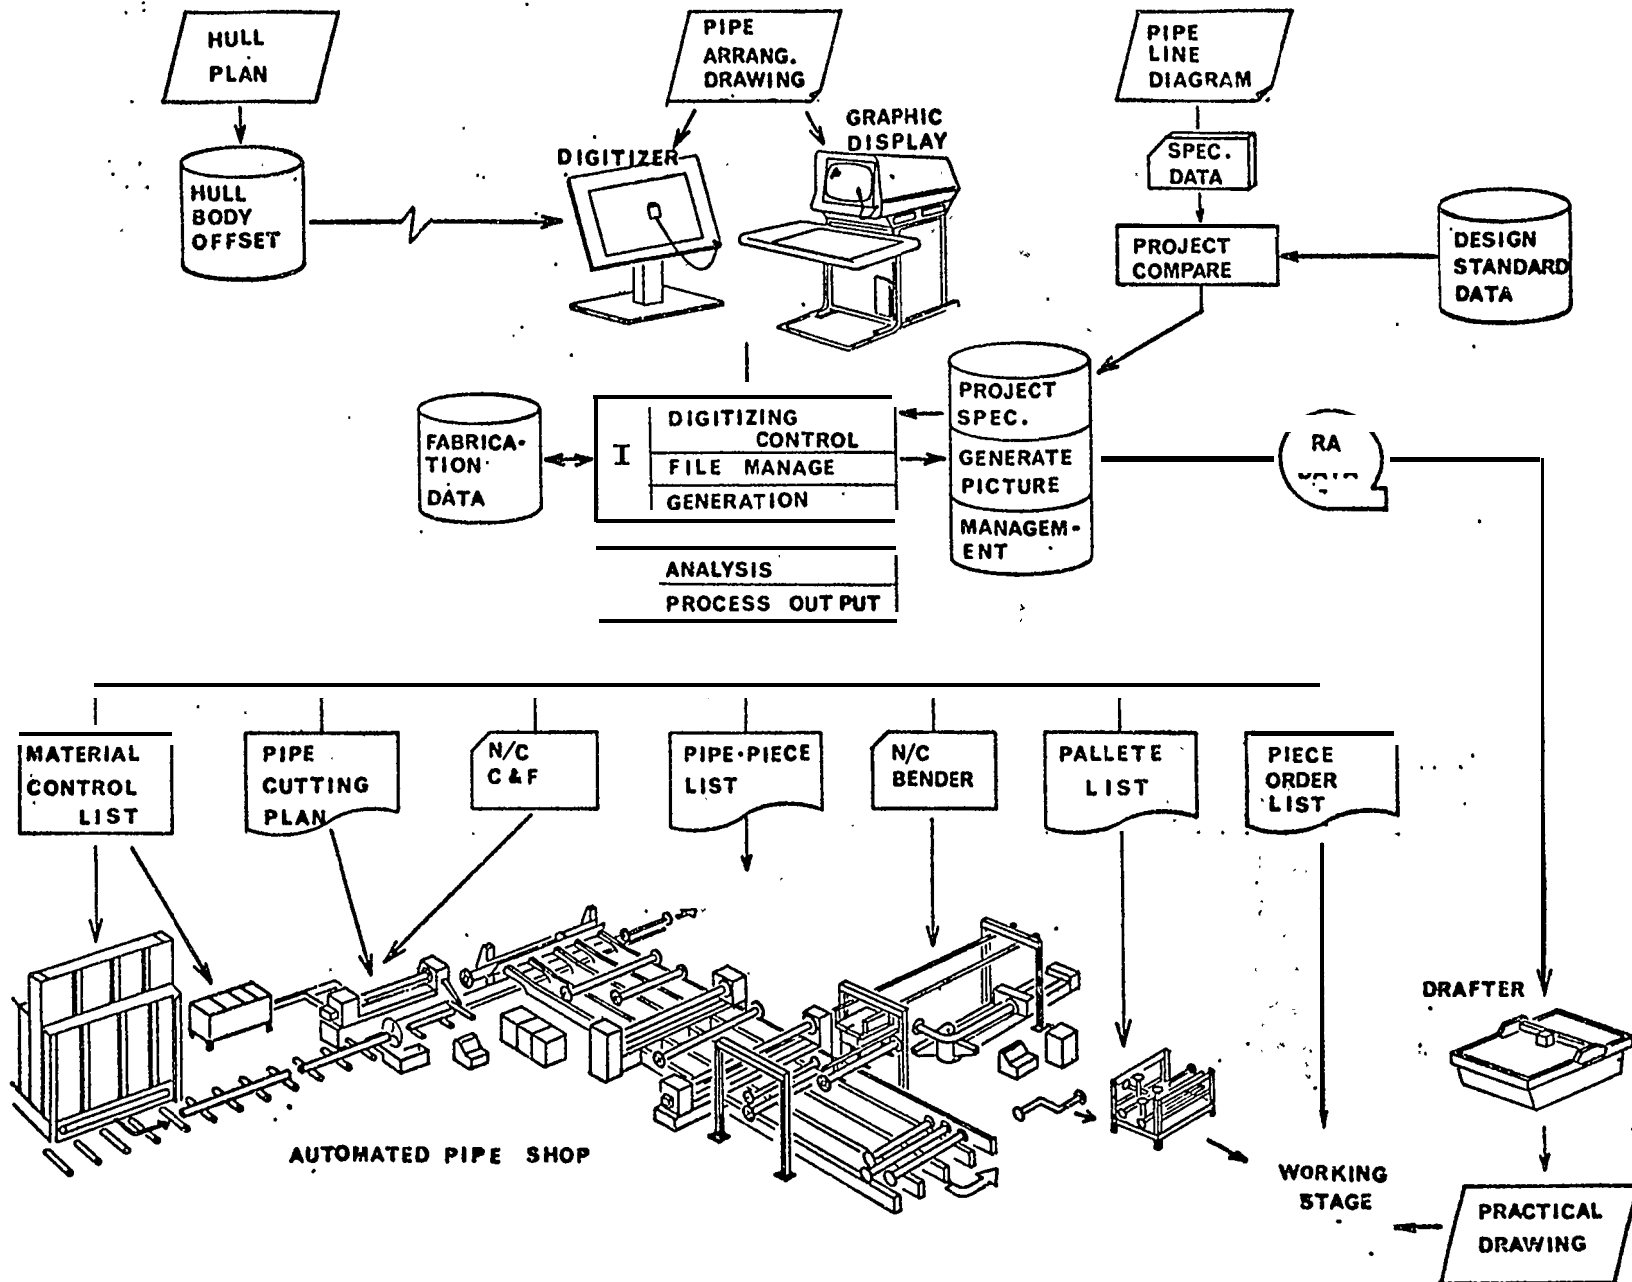 HULL
PLAN
PIPE
ARRANG.
DRAWING
PIPE
LINE
DIAGRAM
GRAPHIC
DISPLAY
DIGITIZER
SPEC.
DATA
HULL
BODY
OFFSET
PROJECT
COMPARE
DESIGN
STANDARD
DATA
FABRICA-
TION
DATA
I
DIGITIZING
CONTROL
FILE MANAGE
GENERATION
PROJECT
SPEC.
GENERATE
PICTURE
MANAGEM-
ENT
RA
ANALYSIS
PROCESS OUTPUT
MATERIAL
CONTROL
LIST
PIPE
CUTTING
PLAN
N/C
C & F
PIPE-PIECE
LIST
N/C
BENDER
PALLETE
LIST
PIECE
ORDER
LIST
DRAFTER
AUTOMATED PIPE SHOP
WORKING
STAGE
PRACTICAL
DRAWING